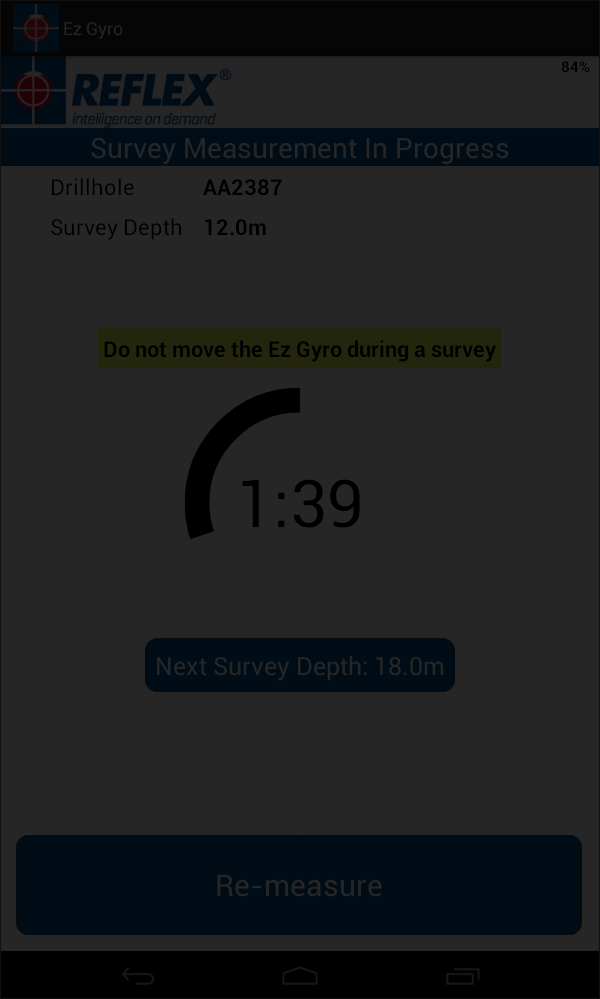 Ez Gyro
84%
REFLEX®
intelligence on demand
Survey Measurement In Progress
Drillhole AA2387
Survey Depth 12.0m
Do not move the Ez Gyro during a survey
1:39
Next Survey Depth: 18.0m
Re-measure